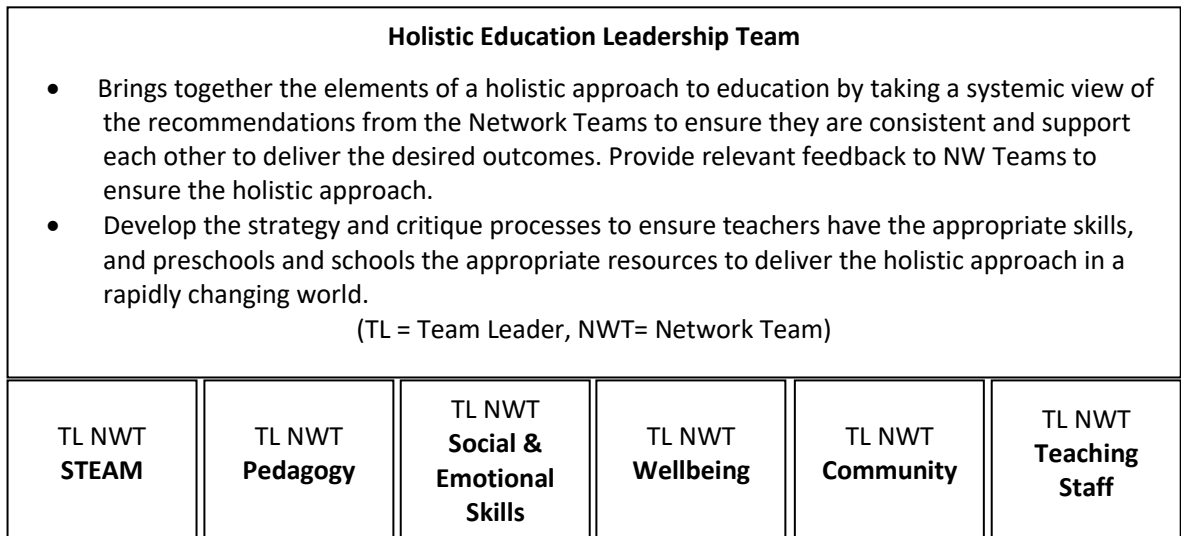 Holistic Education Leadership Team
• Brings together the elements of a holistic approach to education by taking a systemic view of
the recommendations from the Network Teams to ensure they are consistent and support
each other to deliver the desired outcomes. Provide relevant feedback to NW Teams to
ensure the holistic approach.
• Develop the strategy and critique processes to ensure teachers have the appropriate skills,
and preschools and schools the appropriate resources to deliver the holistic approach in a
rapidly changing world.
(TL = Team Leader, NWT= Network Team)
TL NWT
STEAM
TL NWT
Pedagogy
TL NWT
Social &
Emotional
Skills
TL NWT
Wellbeing
TL NWT
Community
TL NWT
Teaching
Staff